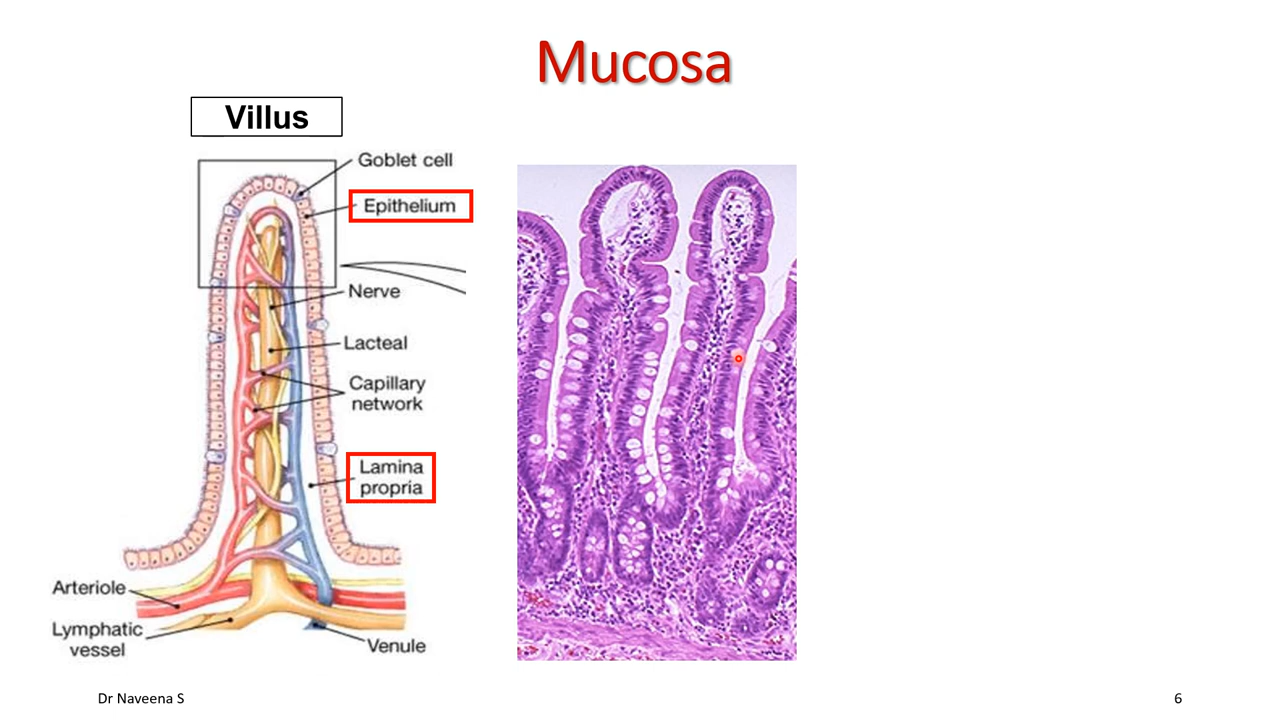 Mucosa
Villus
Goblet cell
Epithelium
Nerve
Lacteal
Capillary
network
Lamina
propria
Arteriole
Lymphatic
vessel
Venule
Dr Naveena S
6